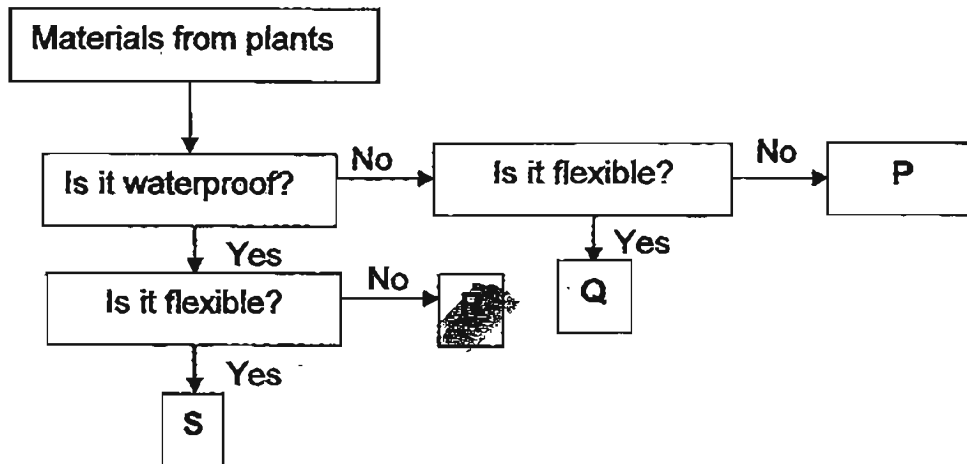 Materials from plants
Is it waterproof?
No
Is it flexible?
No
P
Yes
Yes
Is it flexible?
No
Q
Yes
S